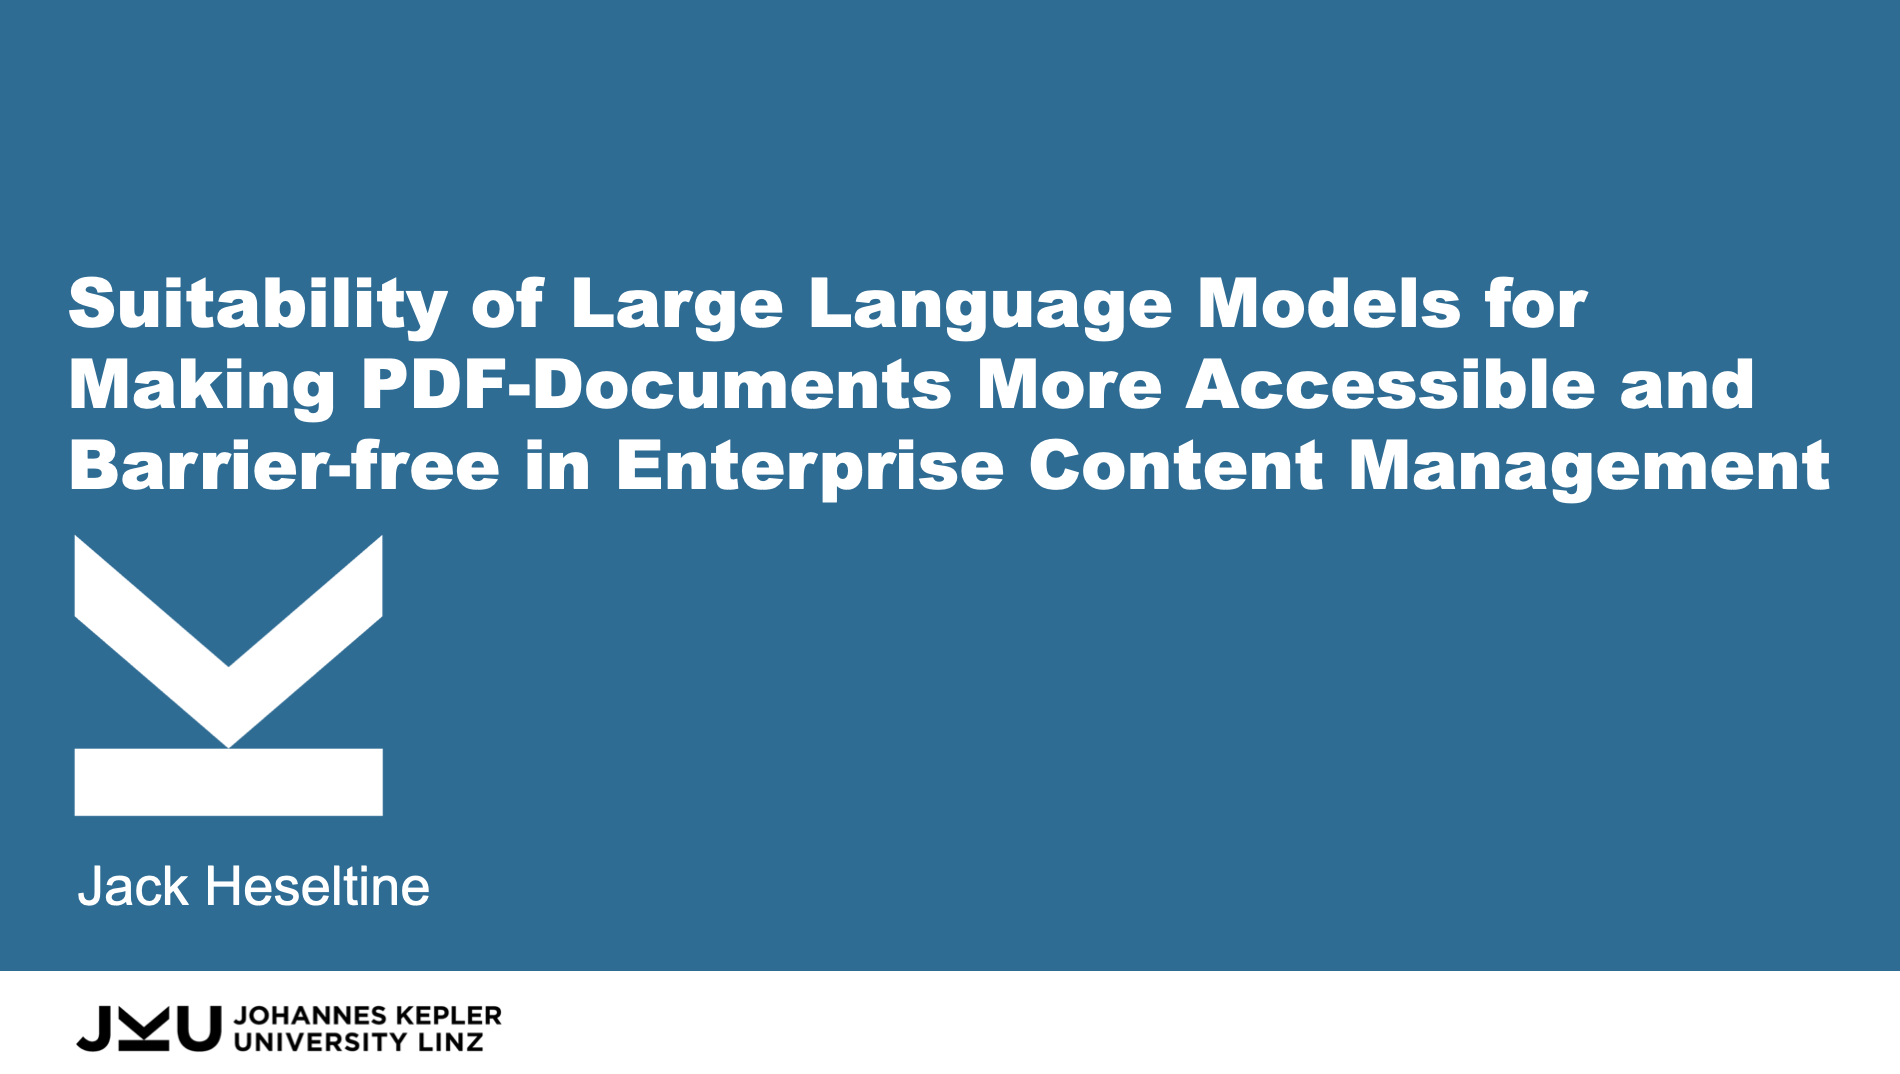 Suitability of Large Language Models for
Making PDF-Documents More Accessible and
Barrier-free in Enterprise Content Management
Jack Heseltine
JKU JOHANNES KEPLER
UNIVERSITY LINZ